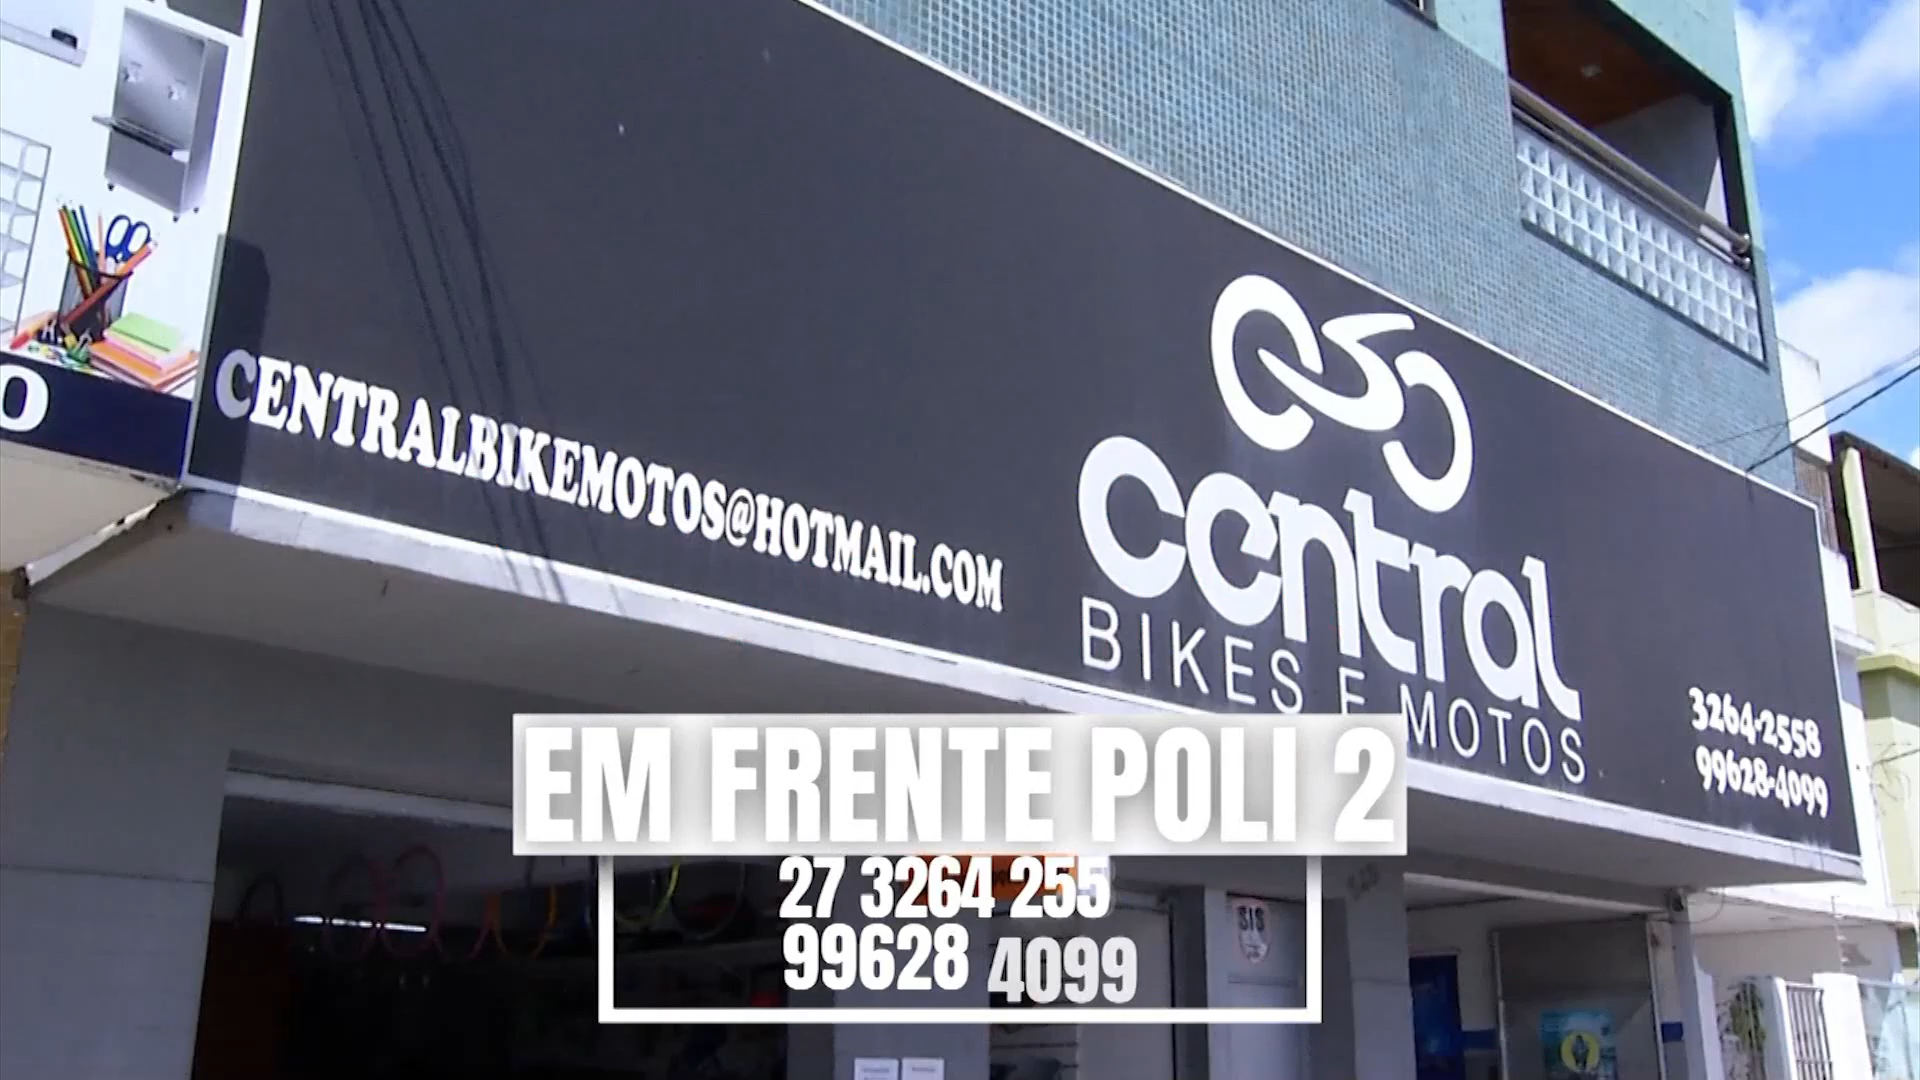 O
CENTRALBIKEMOTOS@HOTMAIL.COM
central
BIKES E MOTOS
3264-2558
99628-4099
EM FRENTE POLI 2
27 3264 255
99628 4099
SIS